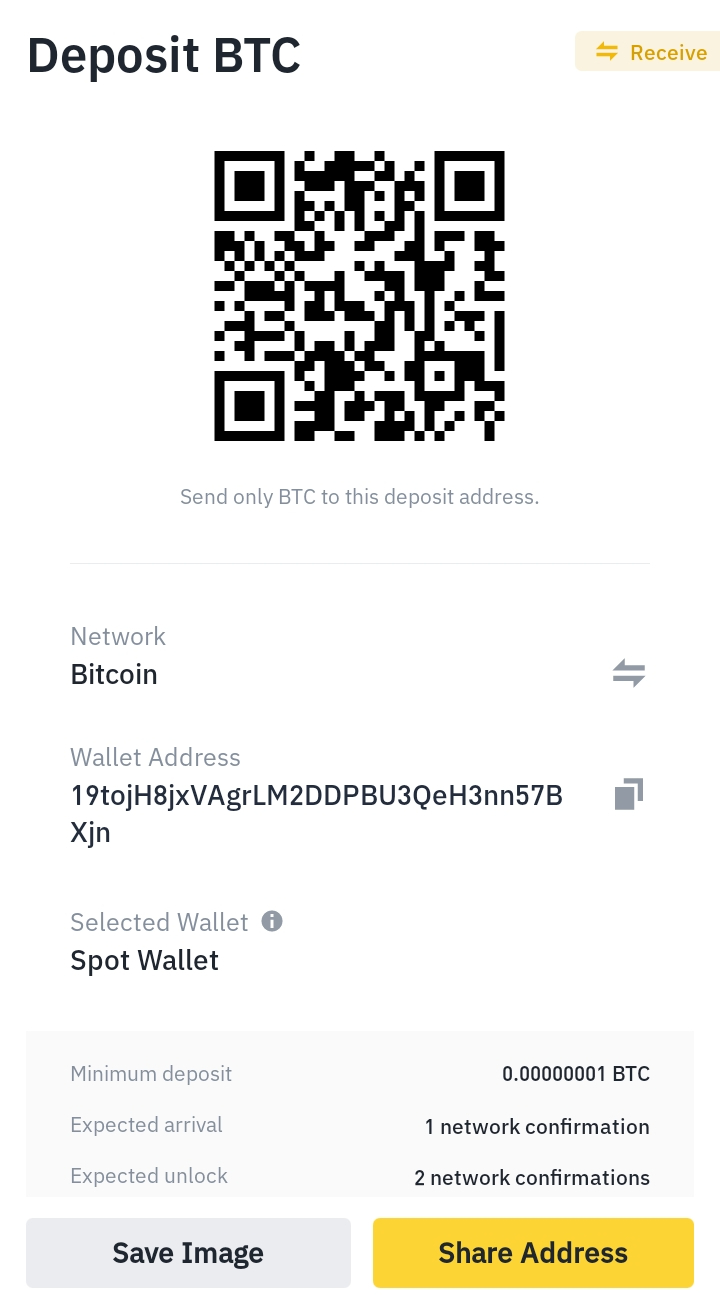 Deposit BTC
Receive
Send only BTC to this deposit address.
Network
Bitcoin
Wallet Address
19tojH8jxVAgrLM2DDPBU3QeH3nn57B
Xjn
Selected Wallet
Spot Wallet
Minimum deposit 0.00000001 BTC
Expected arrival 1 network confirmation
Expected unlock 2 network confirmations
Save Image Share Address